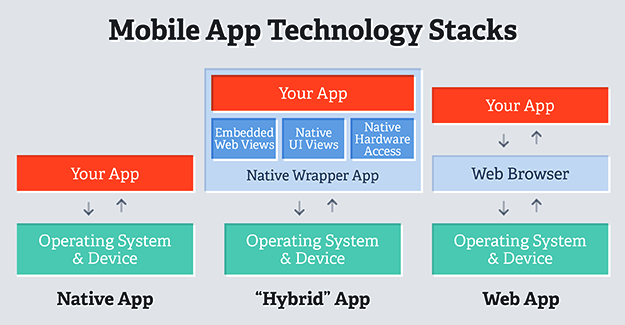 Mobile App Technology Stacks
Your App
Operating System
& Device
Native App
Your App
Embedded
Web Views
Native
UI Views
Native
Hardware
Access
Native Wrapper App
Operating System
& Device
“Hybrid” App
Your App
Web Browser
Operating System
& Device
Web App